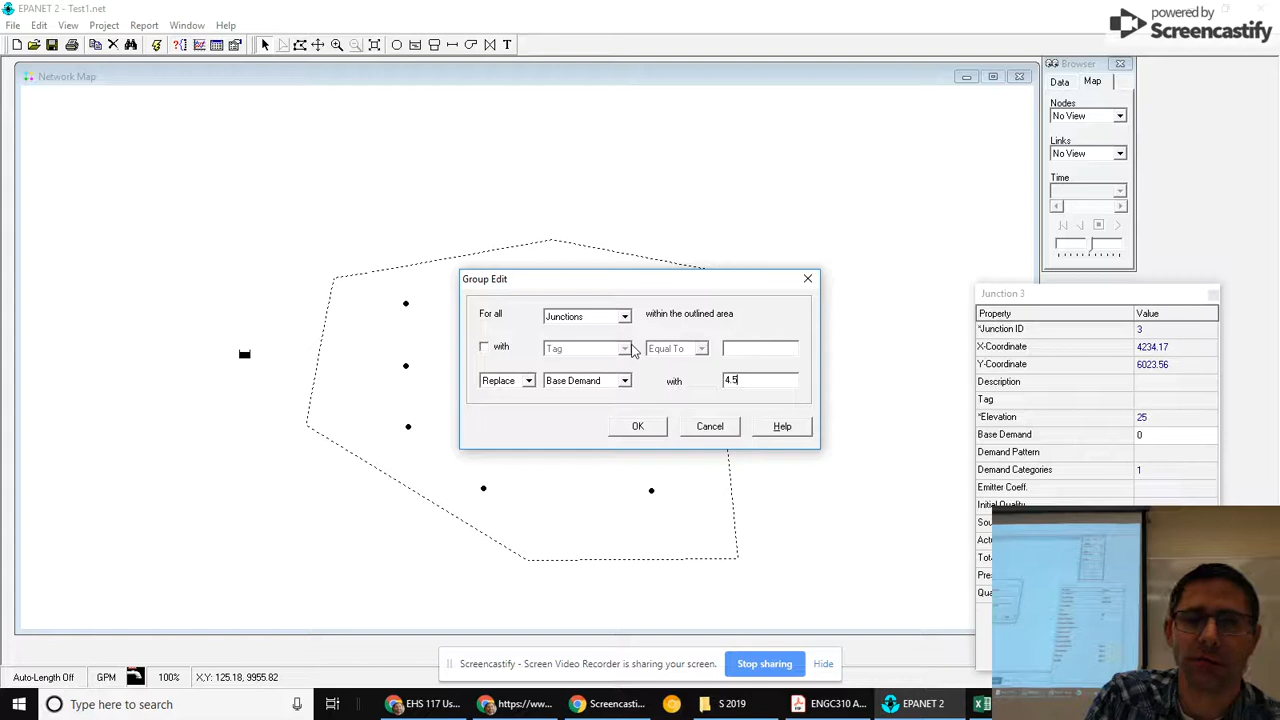 EPANET 2 - Test1.net
File Edit View Project Report Window Help
powered by
Screencastify
Network Map
Browser
Data Map
Nodes
No View
Links
No View
Time
Group Edit
For all Junctions within the outlined area
with Tag Equal To
Replace Base Demand with 4.5
OK Cancel Help
Junction 3
Property Value
*Junction ID 3
X-Coordinate 4234.17
Y-Coordinate 6023.56
Description
Tag
*Elevation 25
Base Demand 0
Demand Pattern
Demand Categories 1
Emitter Coeff.
Initial Quality
Screencastify - Screen Video Recorder is sharing your screen. Stop sharing Hide
Auto-Length Off GPM 100% X,Y: 125.18, 9955.82
Type here to search
EHS 117 Us... https://ww... Screencasti... S 2019 ENGC310 A... EPANET 2